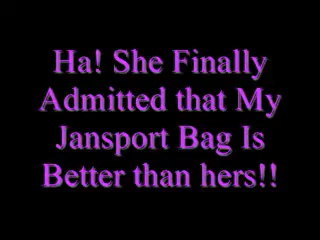 Ha! She Finally
Admitted that My
Jansport Bag Is
Better than hers!!